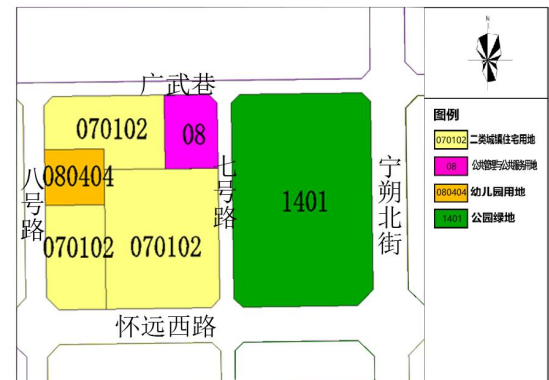 N
广武巷
070102
08
080404
八号路
七号路
宁朔北街
1401
070102
070102
怀远西路
图例
070102 二类城镇住宅用地
08 公共管理与公共服务用地
080404 幼儿园用地
1401 公园绿地